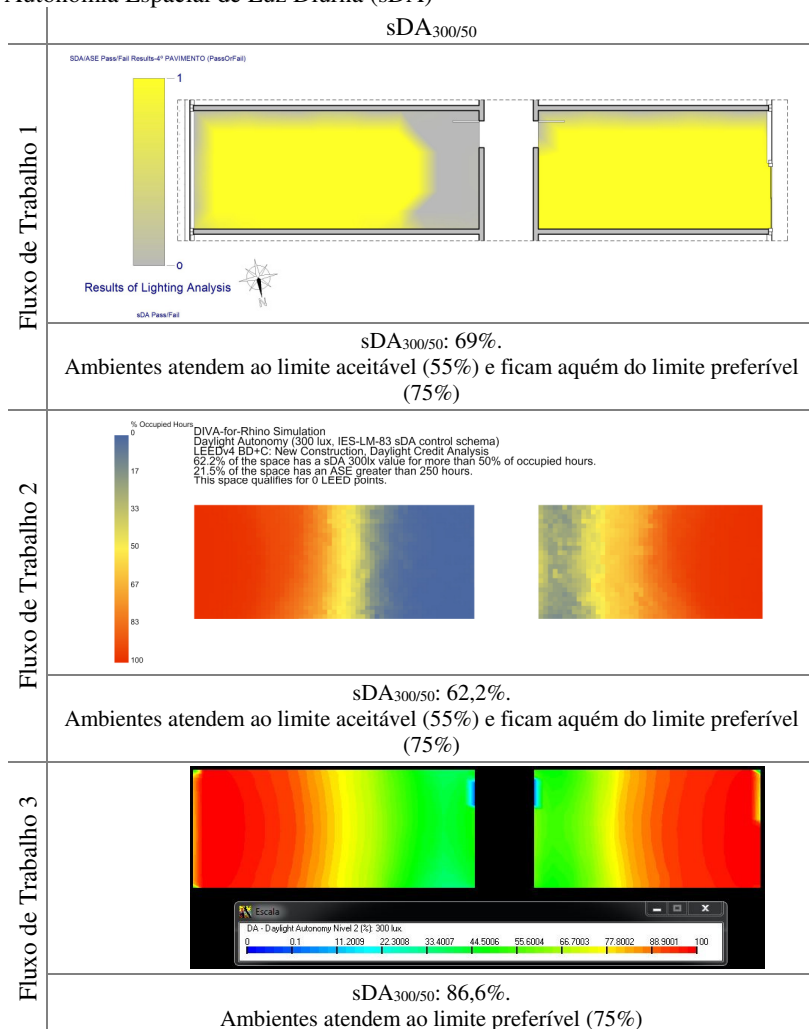 Autonomia Espacial de Luz Diurna (sDA)
sDA300/50
Fluxo de Trabalho 1
SDA/ASE Pass/Fail Results-4º PAVIMENTO (PassOrFail)
1
0
Results of Lighting Analysis
N
sDA Pass/Fail
sDA300/50: 69%.
Ambientes atendem ao limite aceitável (55%) e ficam aquém do limite preferível
(75%)
Fluxo de Trabalho 2
% Occupied Hours
0
17
33
50
67
83
100
DIVA-for-Rhino Simulation
Daylight Autonomy (300 lux, IES-LM-83 sDA control schema)
LEEDv4 BD+C: New Construction, Daylight Credit Analysis
62.2% of the space has a sDA 300lx value for more than 50% of occupied hours.
21.5% of the space has an ASE greater than 250 hours.
This space qualifies for 0 LEED points.
sDA300/50: 62,2%.
Ambientes atendem ao limite aceitável (55%) e ficam aquém do limite preferível
(75%)
Fluxo de Trabalho 3
Escala
DA - Daylight Autonomy Nivel 2 (%): 300 lux
0 0.1 11.2009 22.3008 33.4007 44.5006 55.6004 66.7003 77.8002 88.9001 100
sDA300/50: 86,6%.
Ambientes atendem ao limite preferível (75%)